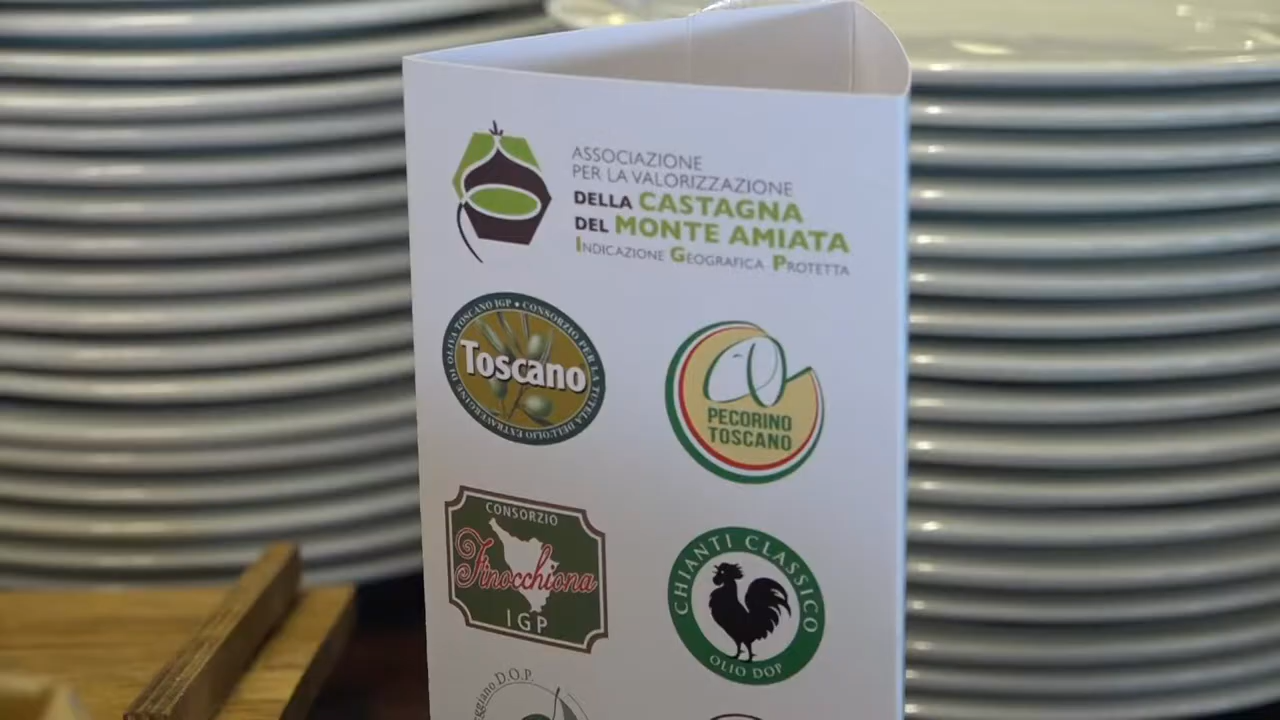 ASSOCIAZIONE
PER LA VALORIZZAZIONE
DELLA CASTAGNA
DEL MONTE AMIATA
INDICAZIONE GEOGRAFICA PROTETTA
CONSORZIO PER LA TUTELA DELL'OLIO EXTRAVERGINE DI OLIVA TOSCANO IGP •
Toscano
PECORINO
TOSCANO
CONSORZIO
Finocchiona
IGP
CHIANTI CLASSICO
OLIO DOP
ggiano D.O.P.